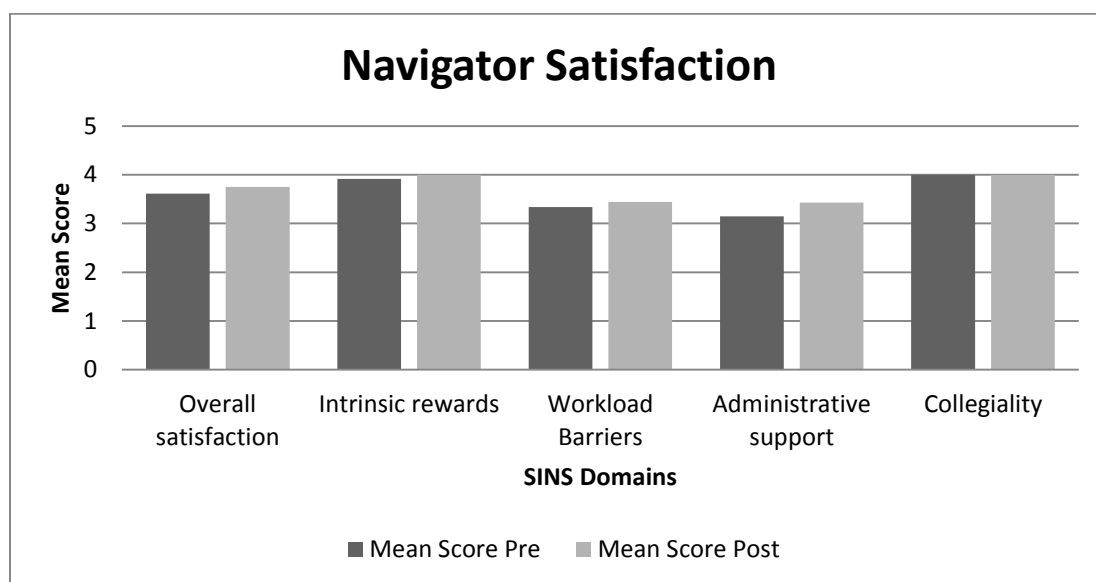 Navigator Satisfaction
5
4
3
2
1
0
Mean Score
Overall
satisfaction
Intrinsic rewards
Workload
Barriers
Administrative
support
Collegiality
SINS Domains
Mean Score Pre
Mean Score Post